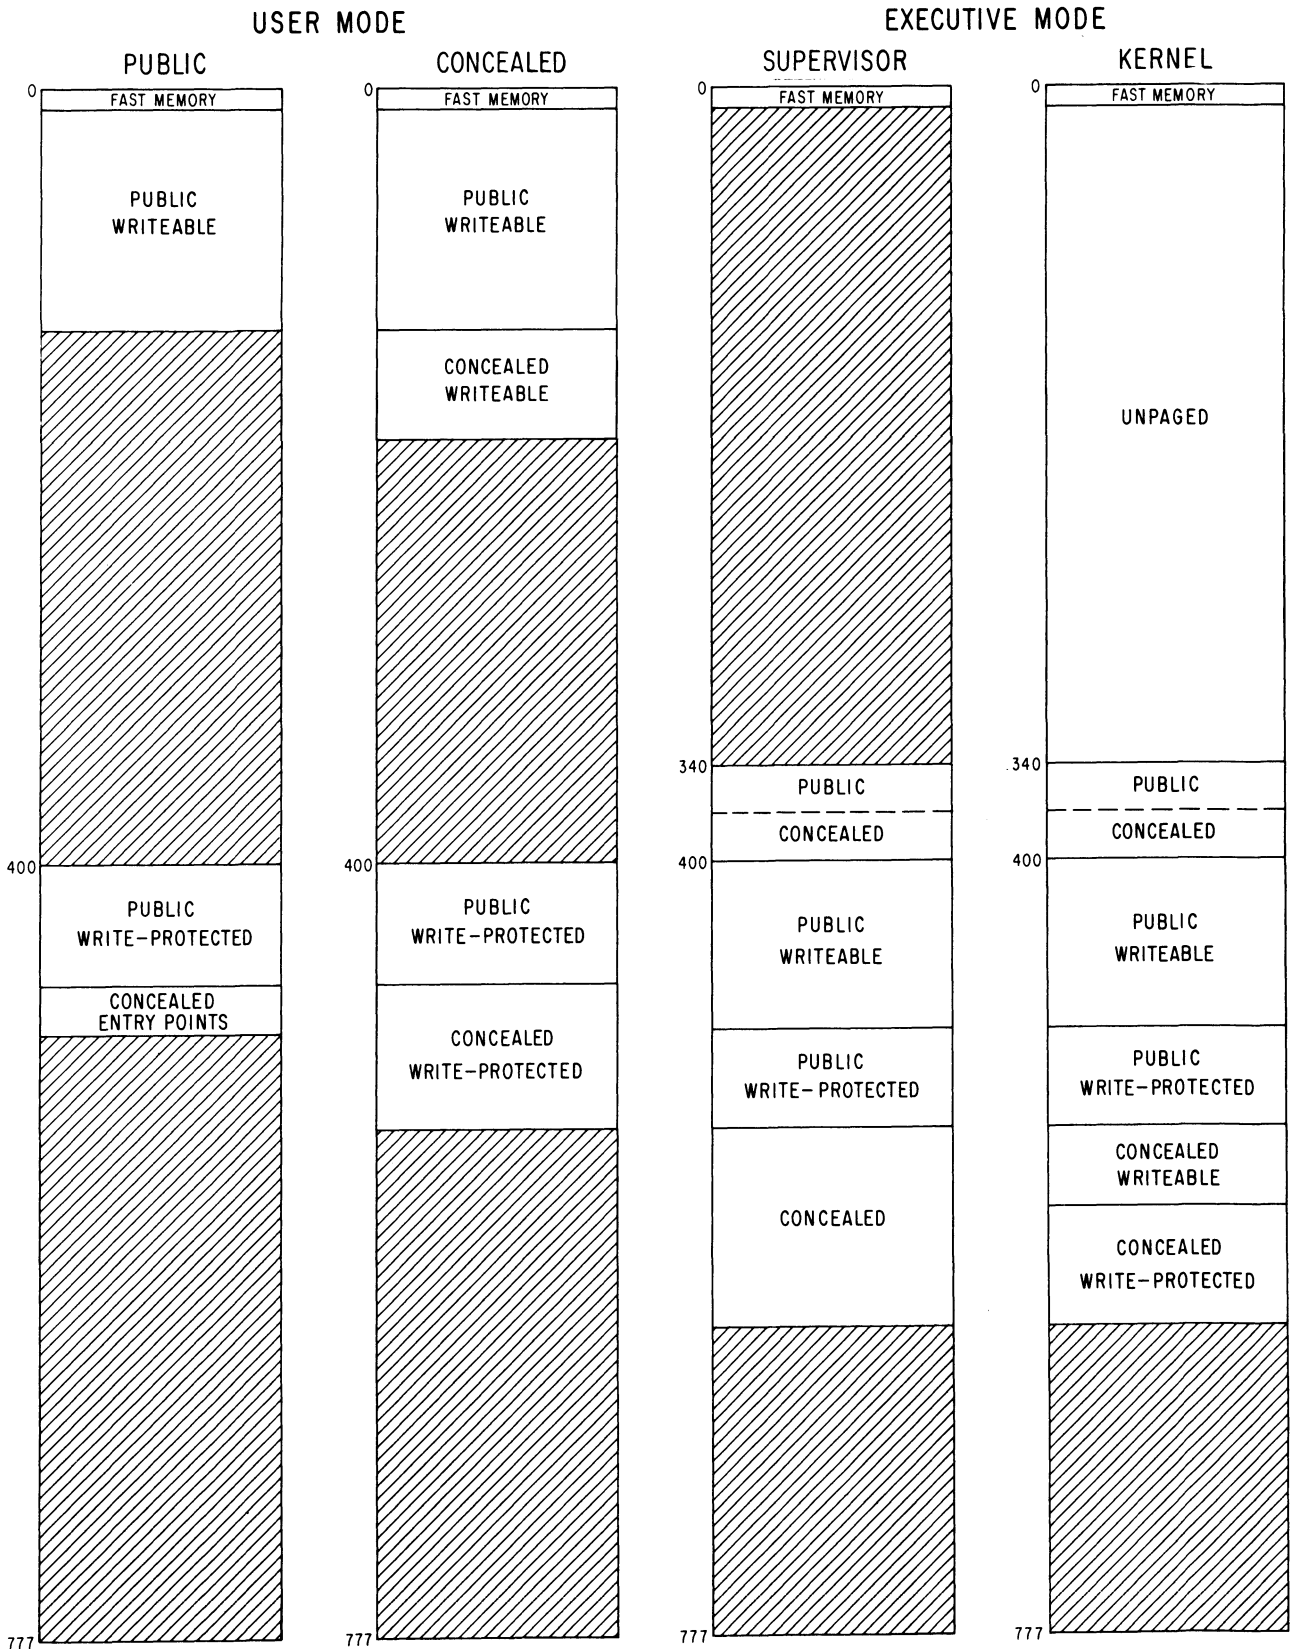 USER MODE
EXECUTIVE MODE
PUBLIC
CONCEALED
SUPERVISOR
KERNEL
0
FAST MEMORY
PUBLIC
WRITEABLE
400
PUBLIC
WRITE-PROTECTED
CONCEALED
ENTRY POINTS
777
0
FAST MEMORY
PUBLIC
WRITEABLE
CONCEALED
WRITEABLE
400
PUBLIC
WRITE-PROTECTED
CONCEALED
WRITE-PROTECTED
777
0
FAST MEMORY
340
PUBLIC
CONCEALED
400
PUBLIC
WRITEABLE
PUBLIC
WRITE-PROTECTED
CONCEALED
777
0
FAST MEMORY
UNPAGED
340
PUBLIC
CONCEALED
400
PUBLIC
WRITEABLE
PUBLIC
WRITE-PROTECTED
CONCEALED
WRITEABLE
CONCEALED
WRITE-PROTECTED
777